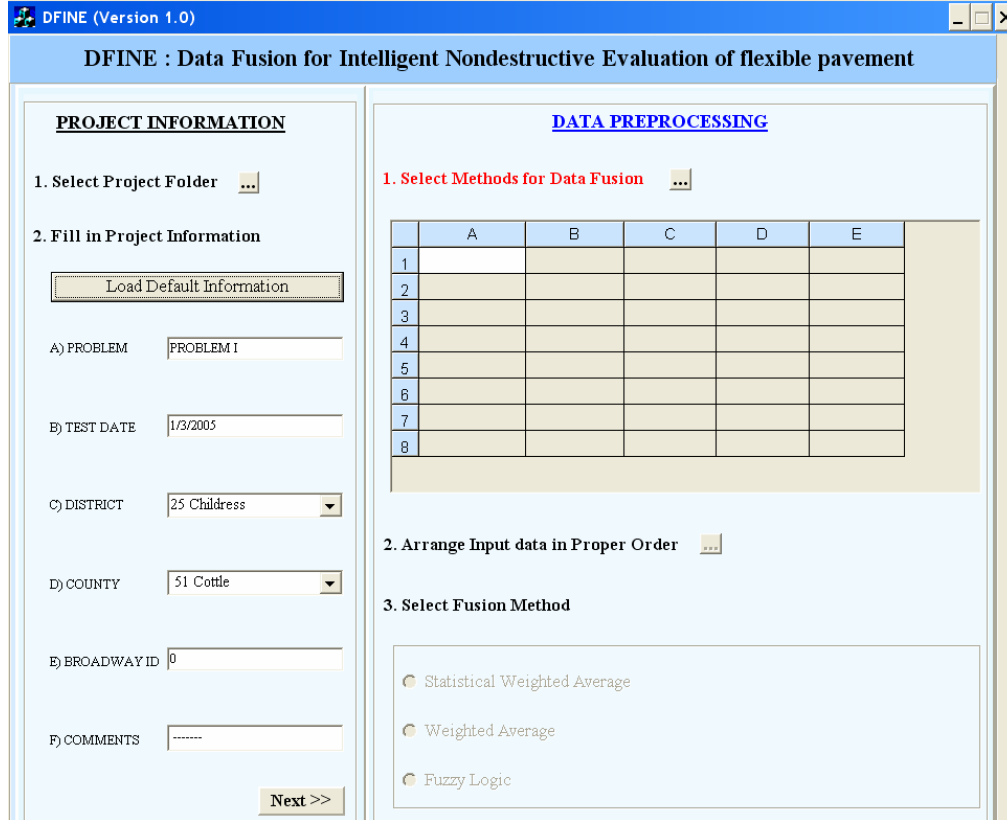 DFINE (Version 1.0)
DFINE : Data Fusion for Intelligent Nondestructive Evaluation of flexible pavement
PROJECT INFORMATION
1. Select Project Folder ...
2. Fill in Project Information
Load Default Information
A) PROBLEM PROBLEM I
B) TEST DATE 1/3/2005
C) DISTRICT 25 Childress
D) COUNTY 51 Cottle
E) BROADWAY ID 0
F) COMMENTS -------
Next >>
DATA PREPROCESSING
1. Select Methods for Data Fusion ...
A B C D E
1
2
3
4
5
6
7
8
2. Arrange Input data in Proper Order ...
3. Select Fusion Method
Statistical Weighted Average
Weighted Average
Fuzzy Logic